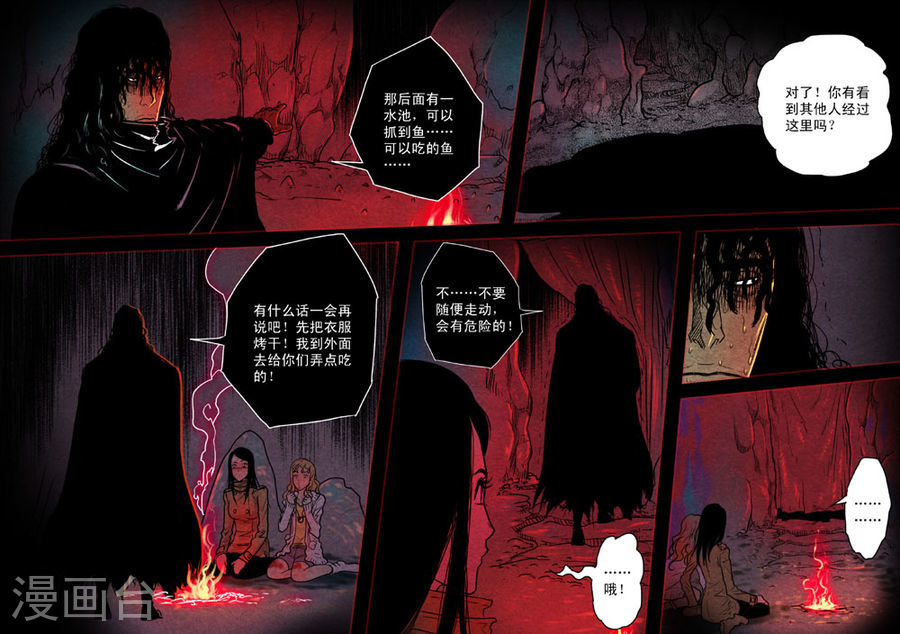 那后面有一
水池，可以
抓到鱼……
可以吃的鱼
……
对了！你有看
到其他人经过
这里吗？
有什么话一会再
说吧！先把衣服
烤干！我到外面
去给你们弄点吃
的！
不……不要
随便走动，
会有危险的！
……
哦！
……
……
漫画台